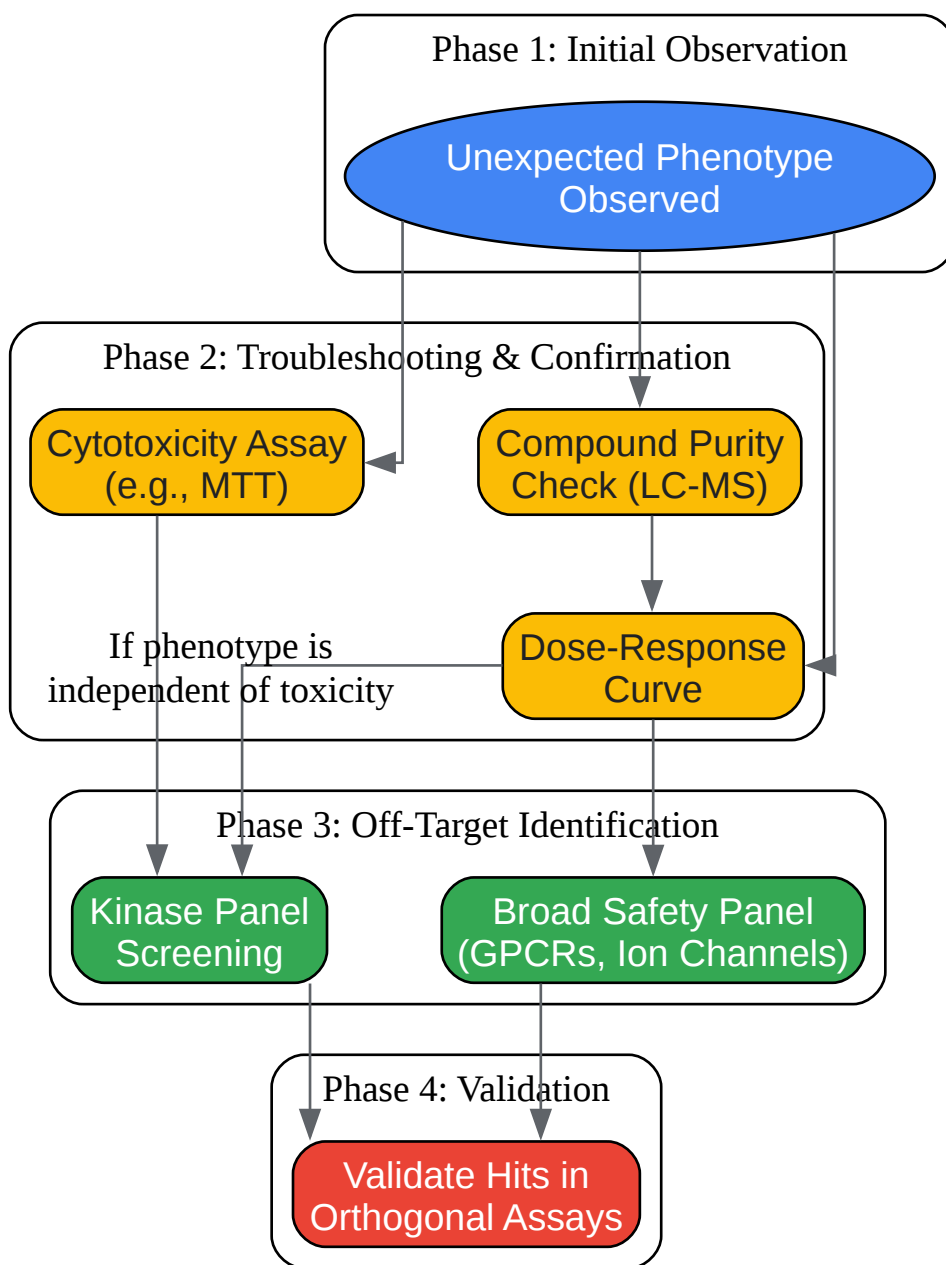 Phase 1: Initial Observation
Unexpected Phenotype
Observed
Phase 2: Troubleshooting & Confirmation
Cytotoxicity Assay
(e.g., MTT)
Compound Purity
Check (LC-MS)
If phenotype is
independent of toxicity
Dose-Response
Curve
Phase 3: Off-Target Identification
Kinase Panel
Screening
Broad Safety Panel
(GPCRs, Ion Channels)
Phase 4: Validation
Validate Hits in
Orthogonal Assays